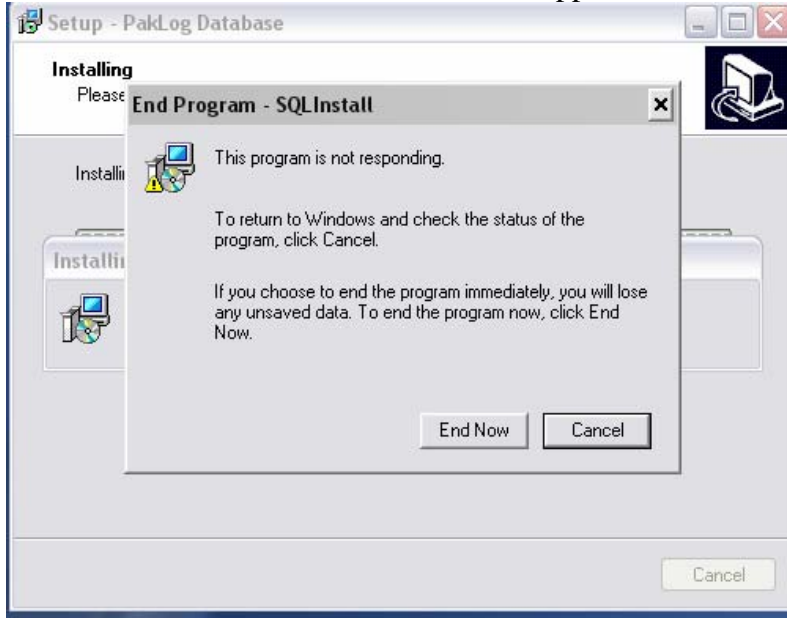 Setup - PakLog Database
Installing
Please
End Program - SQLInstall
This program is not responding.
Installi
To return to Windows and check the status of the
program, click Cancel.
Installi
If you choose to end the program immediately, you will lose
any unsaved data. To end the program now, click End
Now.
End Now
Cancel
Cancel